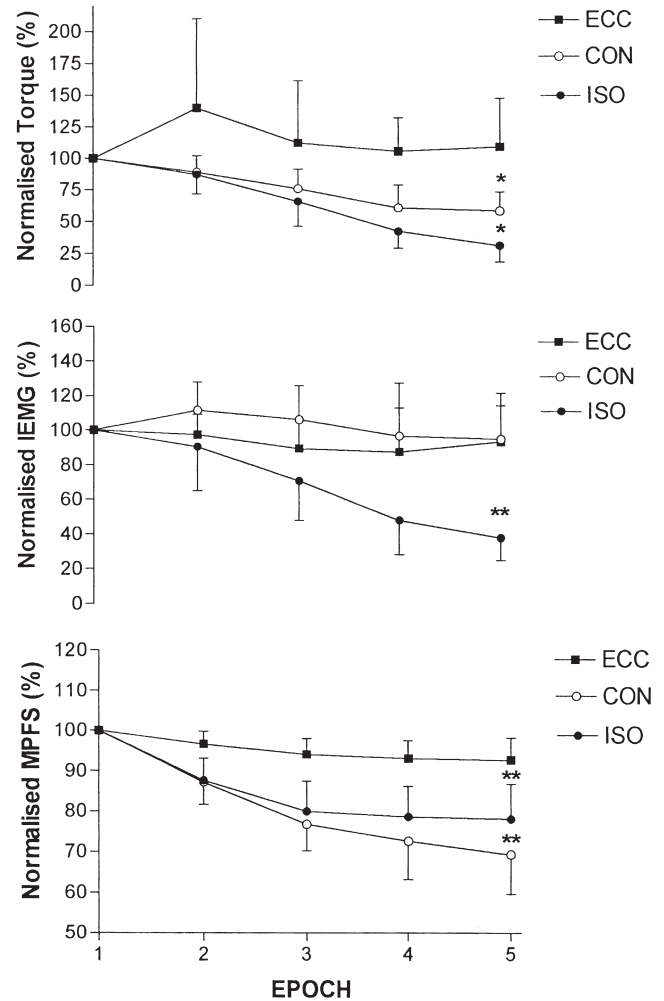 Normalised Torque (%)
200
175
150
125
100
75
50
25
0
ECC
CON
ISO
*
*
Normalised IEMG (%)
160
140
120
100
80
60
40
20
0
ECC
CON
ISO
**
Normalised MPFS (%)
120
110
100
90
80
70
60
50
ECC
CON
ISO
**
**
1 2 3 4 5
EPOCH